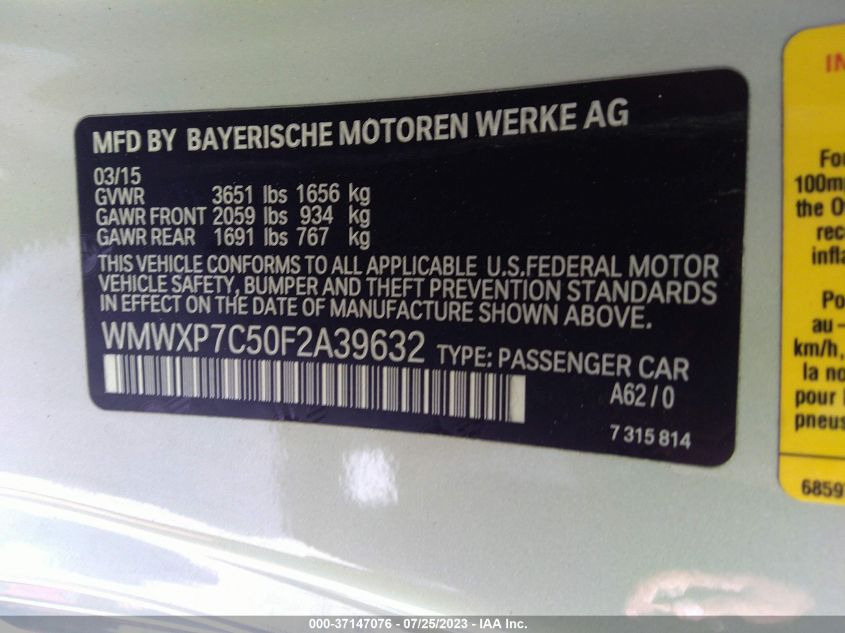 MFD BY BAYERISCHE MOTOREN WERKE AG
03/15
GVWR 3651 lbs 1656 kg
GAWR FRONT 2059 lbs 934 kg
GAWR REAR 1691 lbs 767 kg
THIS VEHICLE CONFORMS TO ALL APPLICABLE U.S.FEDERAL MOTOR
VEHICLE SAFETY, BUMPER AND THEFT PREVENTION STANDARDS
IN EFFECT ON THE DATE OF MANUFACTURE SHOWN ABOVE.
WMWXP7C50F2A39632 TYPE: PASSENGER CAR
A62/0
7 315 814
100mp
the O
rec
infla
au-
km/h,
la no
pour
pneus
6859
000-37147076 - 07/25/2023 - IAA Inc.